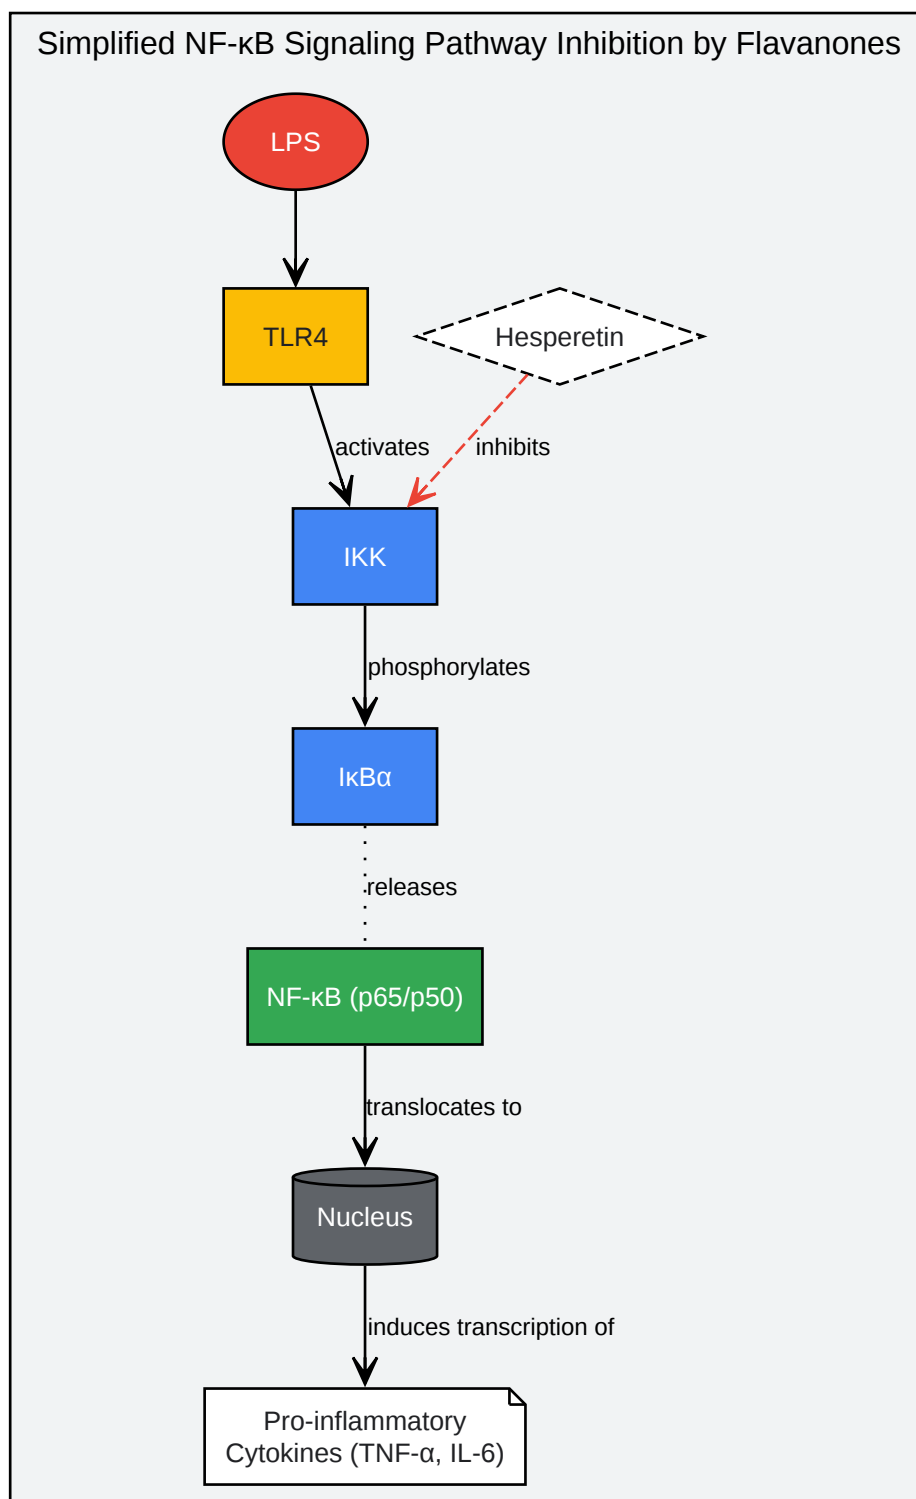 Simplified NF-κB Signaling Pathway Inhibition by Flavanones
LPS
TLR4
Hesperetin
activates
inhibits
IKK
phosphorylates
IκBα
releases
NF-κB (p65/p50)
translocates to
Nucleus
induces transcription of
Pro-inflammatory
Cytokines (TNF-α, IL-6)